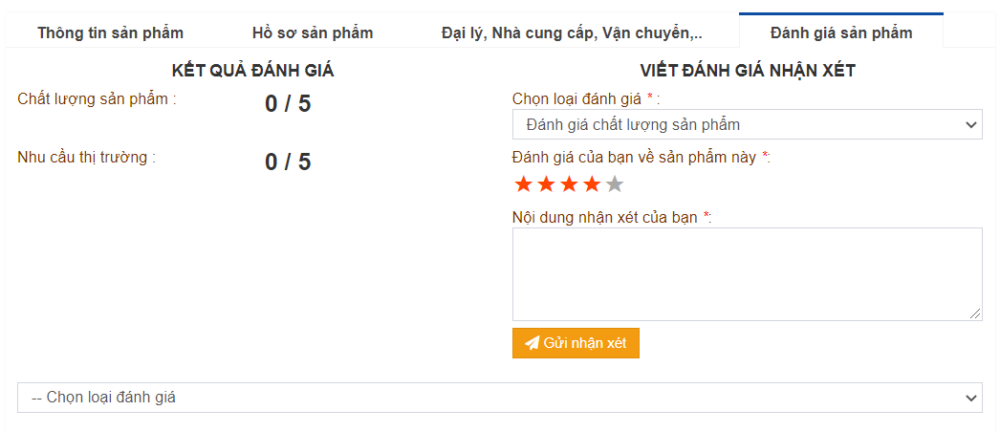 Thông tin sản phẩm
Hồ sơ sản phẩm
Đại lý, Nhà cung cấp, Vận chuyển,..
Đánh giá sản phẩm
KẾT QUẢ ĐÁNH GIÁ
Chất lượng sản phẩm :
0 / 5
Nhu cầu thị trường :
0 / 5
VIẾT ĐÁNH GIÁ NHẬN XÉT
Chọn loại đánh giá * :
Đánh giá chất lượng sản phẩm
Đánh giá của bạn về sản phẩm này *:
Nội dung nhận xét của bạn *:
Gửi nhận xét
-- Chọn loại đánh giá